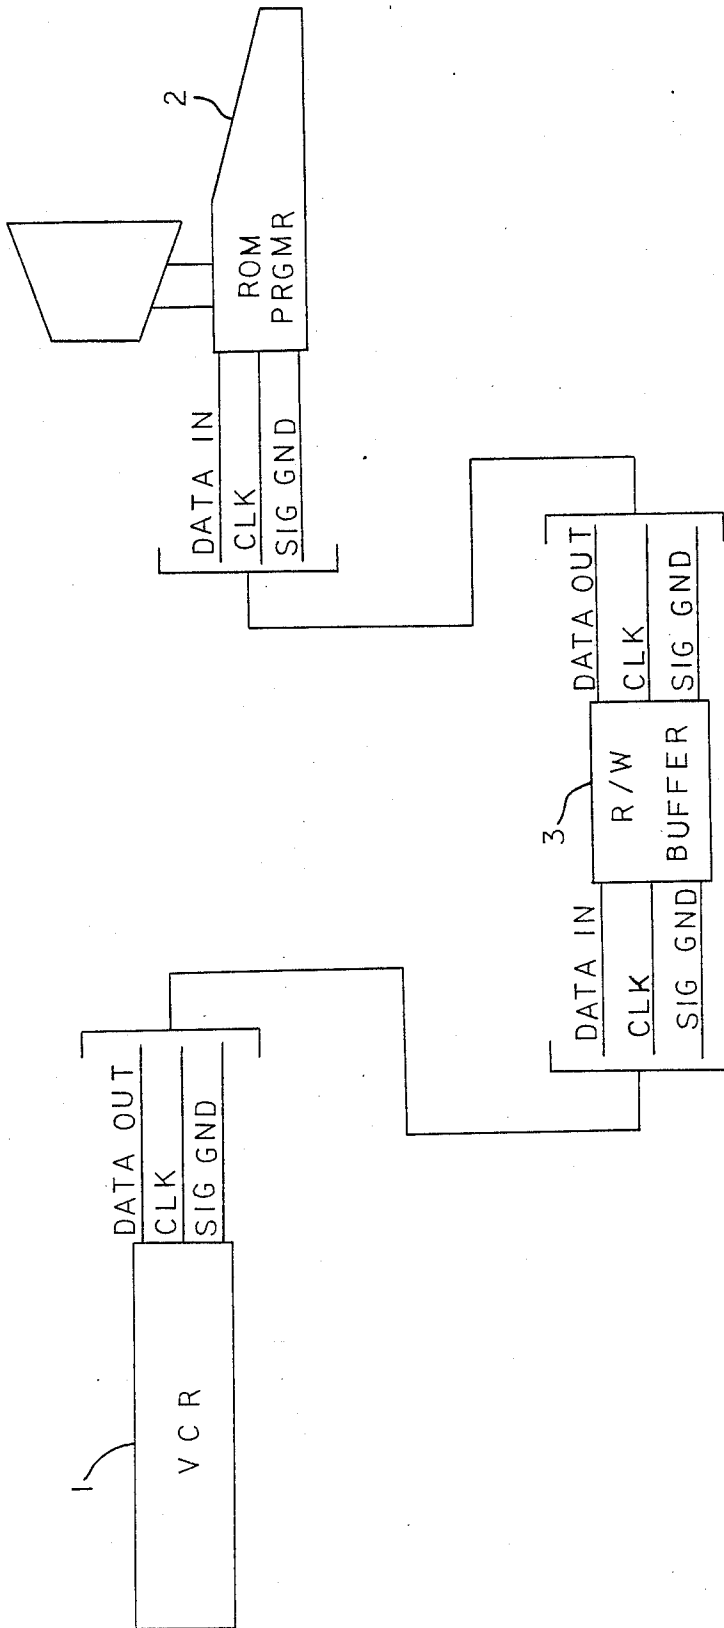 1
VCR
DATA OUT
CLK
SIG GND
2
ROM
PRGMR
DATA IN
CLK
SIG GND
3
R/W
BUFFER
DATA IN
CLK
SIG GND
DATA OUT
CLK
SIG GND